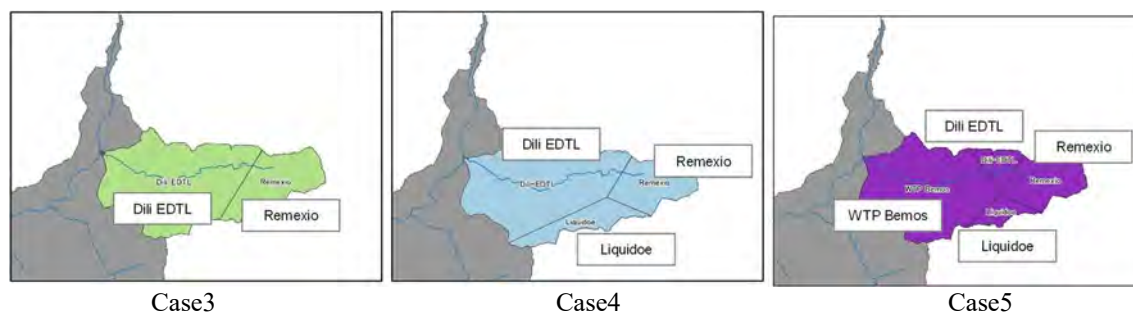 Dili EDTL
Remexio
Dili EDTL
Remexio
Case3
Dili EDTL
Remexio
Dili-EDTL
Remexio
Liquidoe
Liquidoe
Case4
Dili EDTL
Remexio
Dili-EDTL
Remexio
WTP Bemos
WTP Bemos
Liquidoe
Liquidoe
Case5